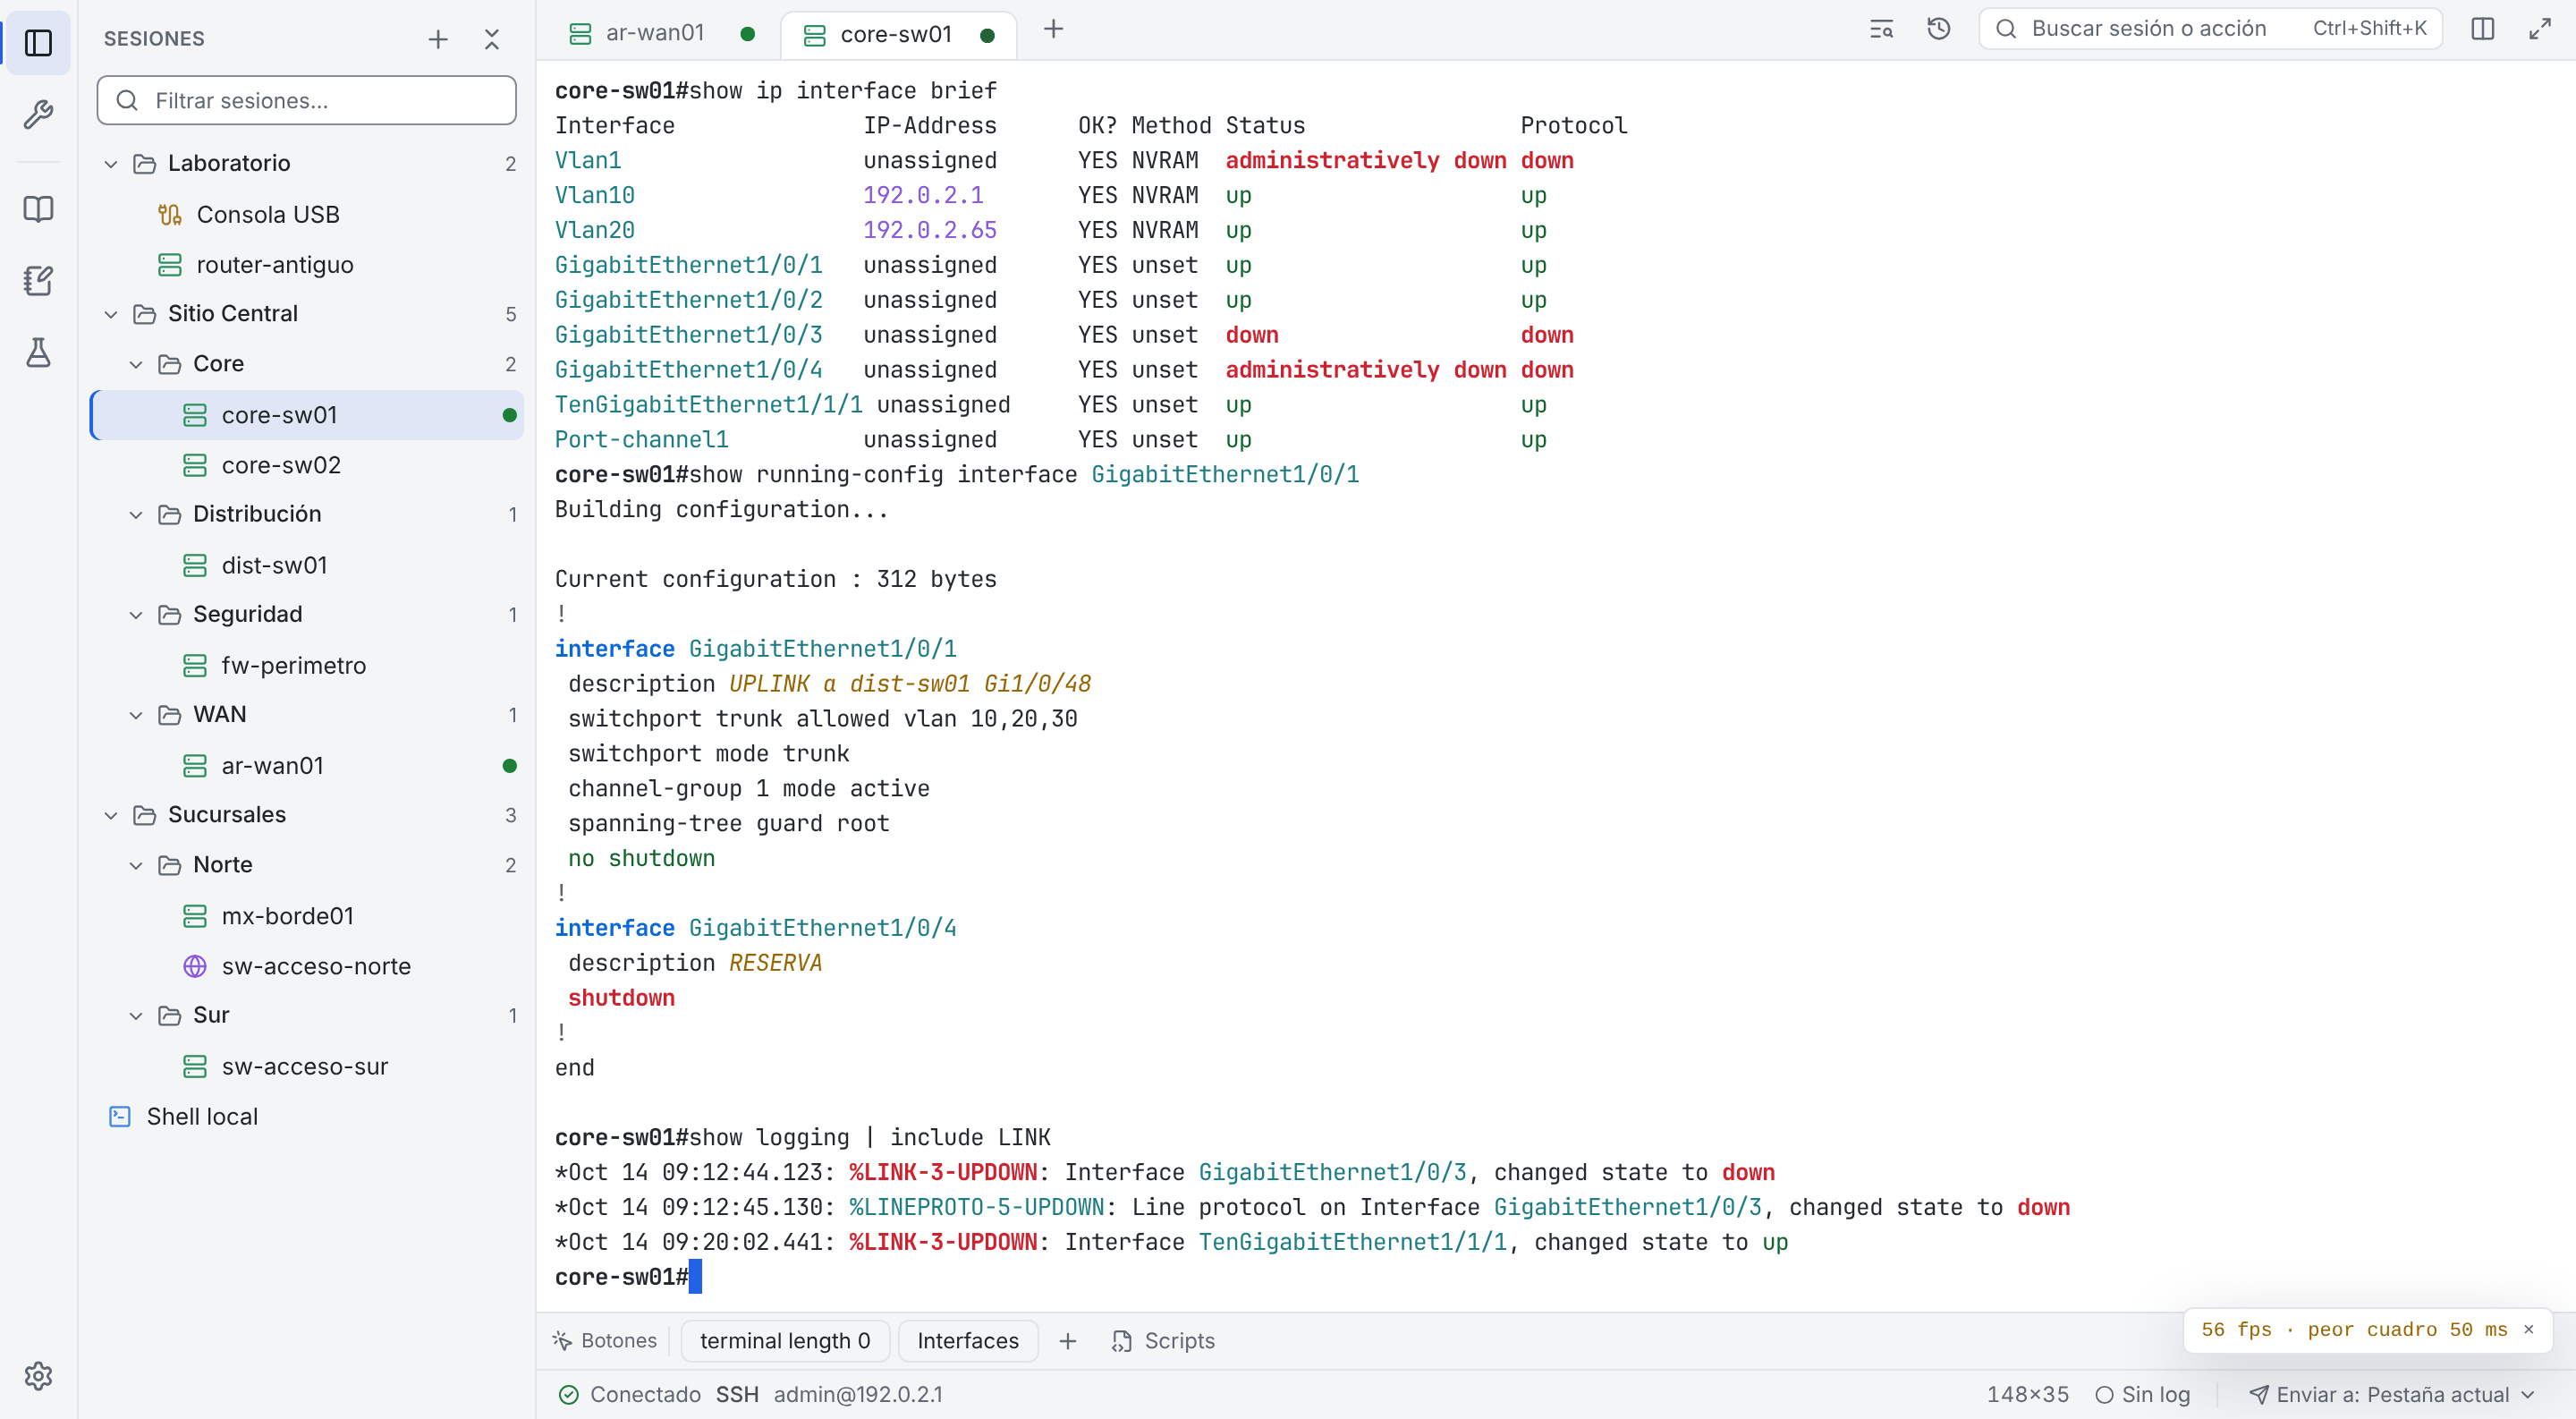 SESIONES
Filtrar sesiones...
Laboratorio 2
Consola USB
router-antiguo
Sitio Central 5
Core 2
core-sw01
core-sw02
Distribución 1
dist-sw01
Seguridad 1
fw-perimetro
WAN 1
ar-wan01
Sucursales 3
Norte 2
mx-borde01
sw-acceso-norte
Sur 1
sw-acceso-sur
Shell local
ar-wan01 core-sw01 Buscar sesión o acción Ctrl+Shift+K
core-sw01#show ip interface brief
Interface IP-Address OK? Method Status Protocol
Vlan1 unassigned YES NVRAM administratively down down
Vlan10 192.0.2.1 YES NVRAM up up
Vlan20 192.0.2.65 YES NVRAM up up
GigabitEthernet1/0/1 unassigned YES unset up up
GigabitEthernet1/0/2 unassigned YES unset up up
GigabitEthernet1/0/3 unassigned YES unset down down
GigabitEthernet1/0/4 unassigned YES unset administratively down down
TenGigabitEthernet1/1/1 unassigned YES unset up up
Port-channel1 unassigned YES unset up up
core-sw01#show running-config interface GigabitEthernet1/0/1
Building configuration...
Current configuration : 312 bytes
!
interface GigabitEthernet1/0/1
description UPLINK a dist-sw01 Gi1/0/48
switchport trunk allowed vlan 10,20,30
switchport mode trunk
channel-group 1 mode active
spanning-tree guard root
no shutdown
!
interface GigabitEthernet1/0/4
description RESERVA
shutdown
!
end
core-sw01#show logging | include LINK
*Oct 14 09:12:44.123: %LINK-3-UPDOWN: Interface GigabitEthernet1/0/3, changed state to down
*Oct 14 09:12:45.130: %LINEPROTO-5-UPDOWN: Line protocol on Interface GigabitEthernet1/0/3, changed state to down
*Oct 14 09:20:02.441: %LINK-3-UPDOWN: Interface TenGigabitEthernet1/1/1, changed state to up
core-sw01#
56 fps · peor cuadro 50 ms ×
Botones terminal length 0 Interfaces Scripts
Conectado SSH admin@192.0.2.1 148×35 Sin log Enviar a: Pestaña actual